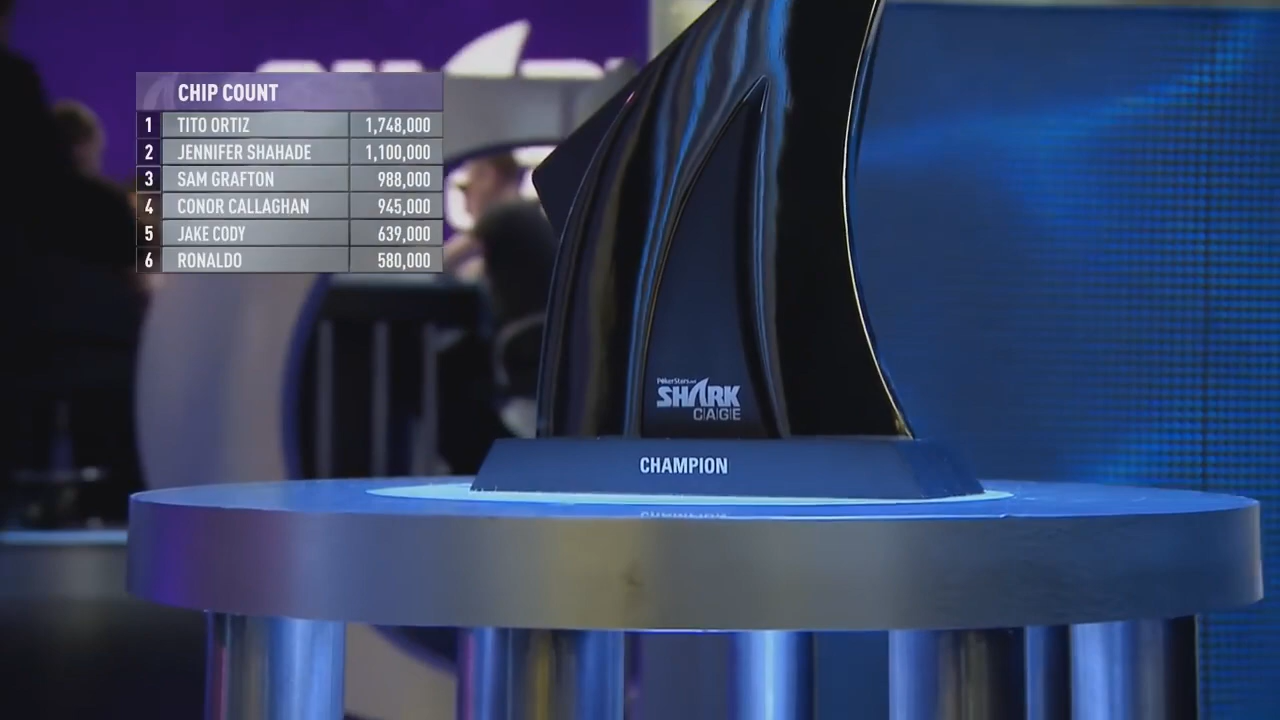 CHIP COUNT
1 TITO ORTIZ 1,748,000
2 JENNIFER SHAHADE 1,100,000
3 SAM GRAFTON 988,000
4 CONOR CALLAGHAN 945,000
5 JAKE CODY 639,000
6 RONALDO 580,000
PokerStars
SHARK
CAGE
CHAMPION